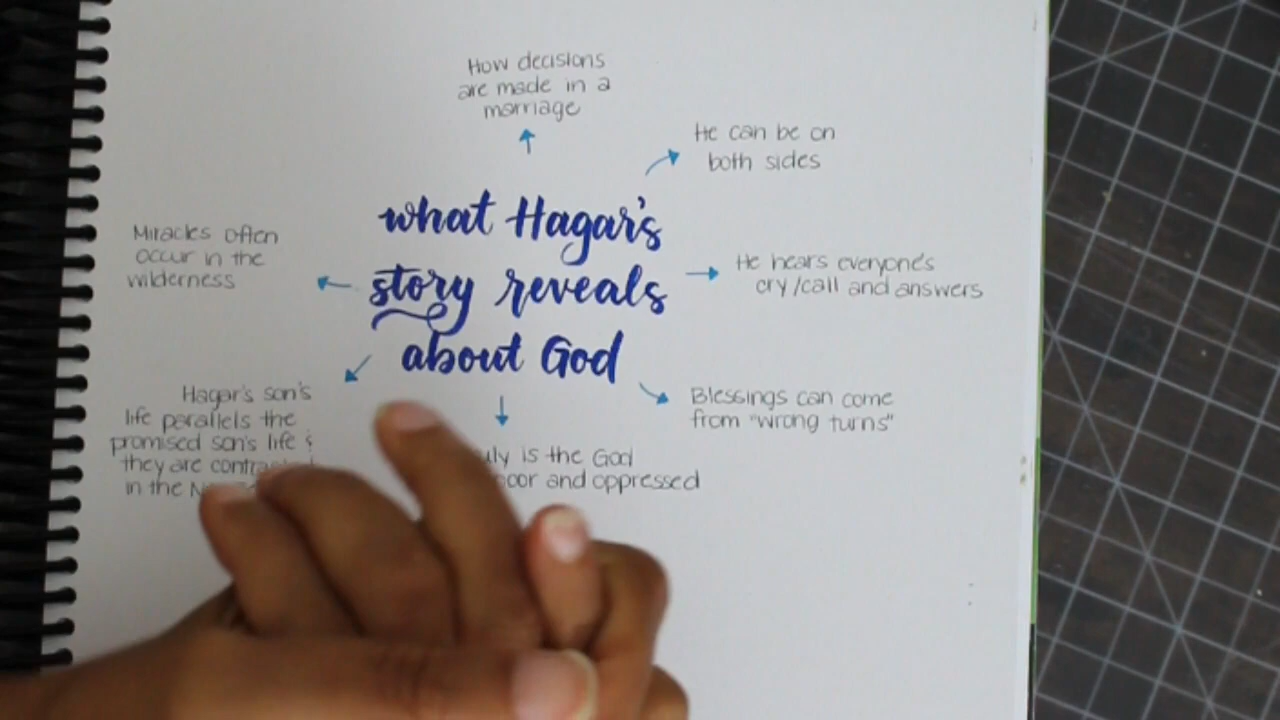 How decisions
are made in a
marriage
He can be on
both sides
what Hagar's
story reveals
about God
Miracles often
occur in the
wilderness
He hears everyone's
cry/call and answers
Blessings can come
from "wrong turns"
Hagar's son's
life parallels the
promised son's life &
they are
in the
is the God
and oppressed